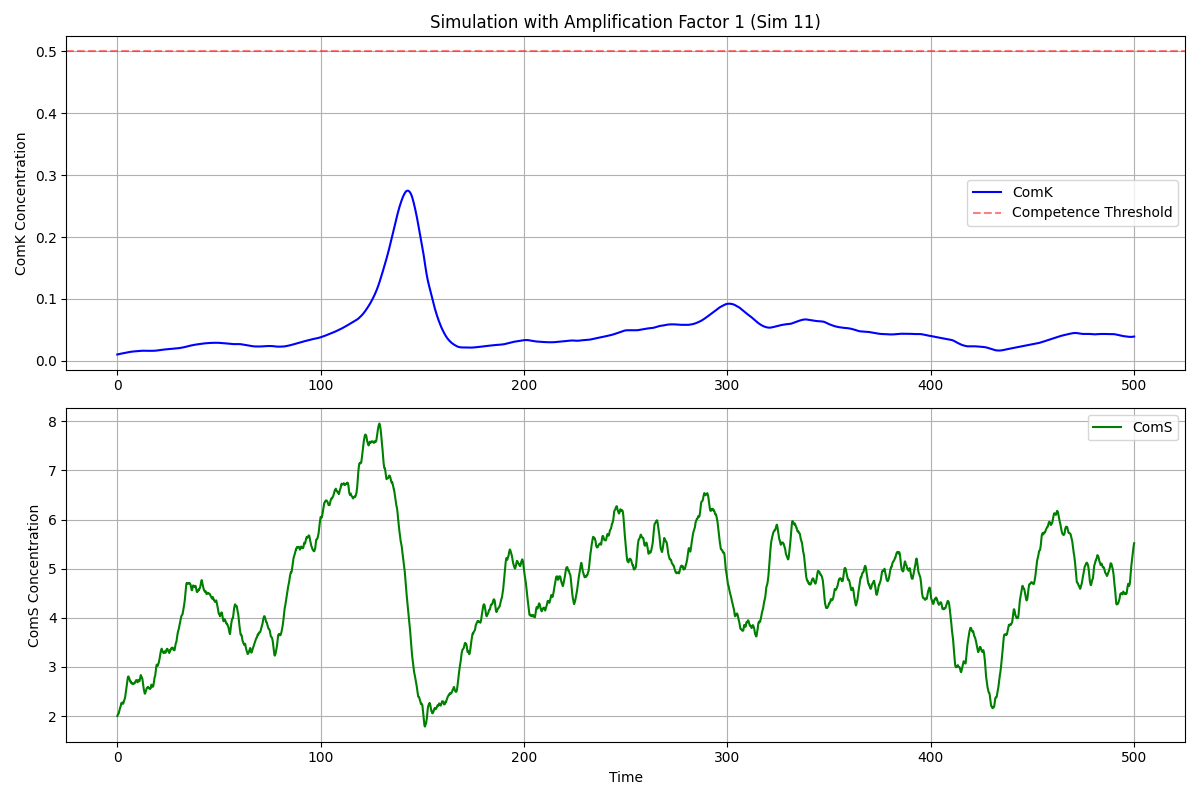 Simulation with Amplification Factor 1 (Sim 11)
ComK Concentration
0.5
0.4
0.3
0.2
0.1
0.0
ComK
Competence Threshold
0 100 200 300 400 500
ComS Concentration
8
7
6
5
4
3
2
ComS
0 100 200 300 400 500
Time